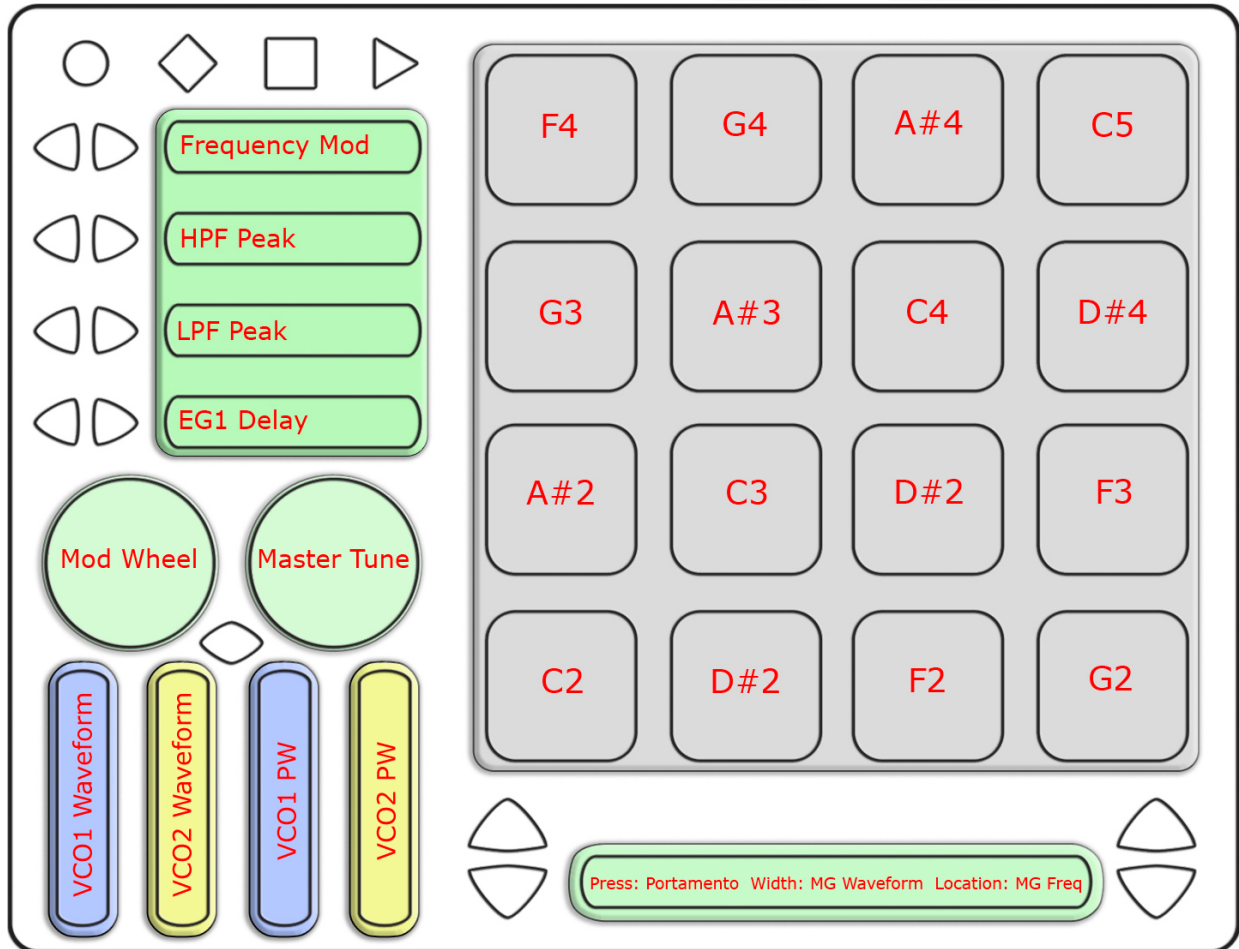 Frequency Mod
HPF Peak
LPF Peak
EG1 Delay
Mod Wheel
Master Tune
VCO1 Waveform
VCO2 Waveform
VCO1 PW
VCO2 PW
F4 G4 A#4 C5
G3 A#3 C4 D#4
A#2 C3 D#2 F3
C2 D#2 F2 G2
Press: Portamento Width: MG Waveform Location: MG Freq